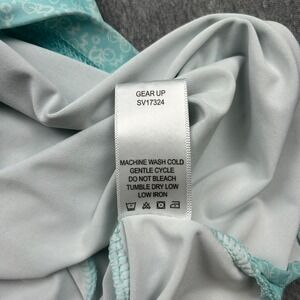 GEAR UP
SV17324
MACHINE WASH COLD
GENTLE CYCLE
DO NOT BLEACH
TUMBLE DRY LOW
LOW IRON